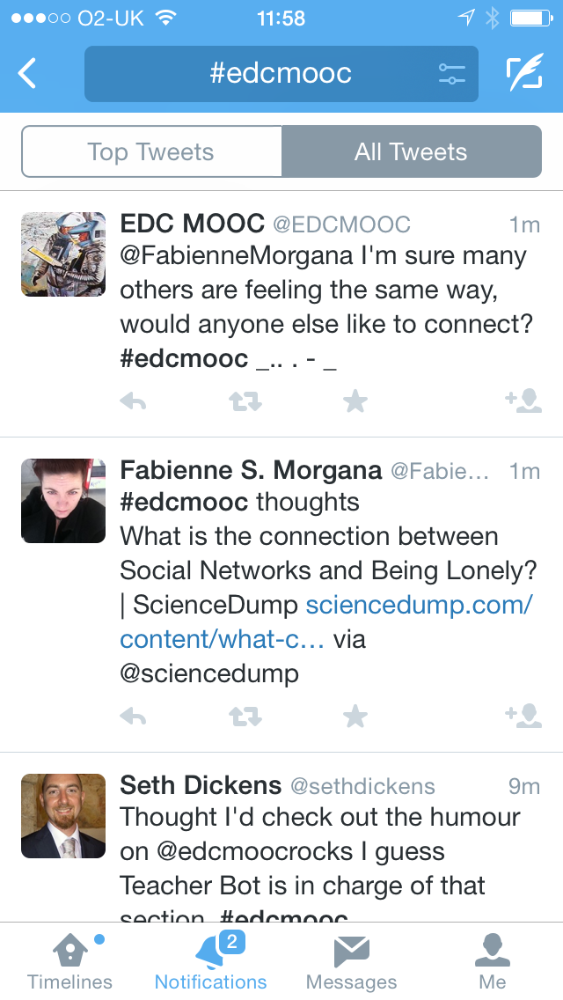 O2-UK 11:58
#edcmooc
Top Tweets All Tweets
EDC MOOC @EDCMOOC 1m
@FabienneMorgana I'm sure many
others are feeling the same way,
would anyone else like to connect?
#edcmooc _.. . - _
Fabienne S. Morgana @Fabie... 1m
#edcmooc thoughts
What is the connection between
Social Networks and Being Lonely?
| ScienceDump sciencedump.com/
content/what-c... via
@sciencedump
Seth Dickens @sethdickens 9m
Thought I'd check out the humour
on @edcmoocrocks I guess
Teacher Bot is in charge of that
section. #edcmooc
2
Timelines Notifications Messages Me